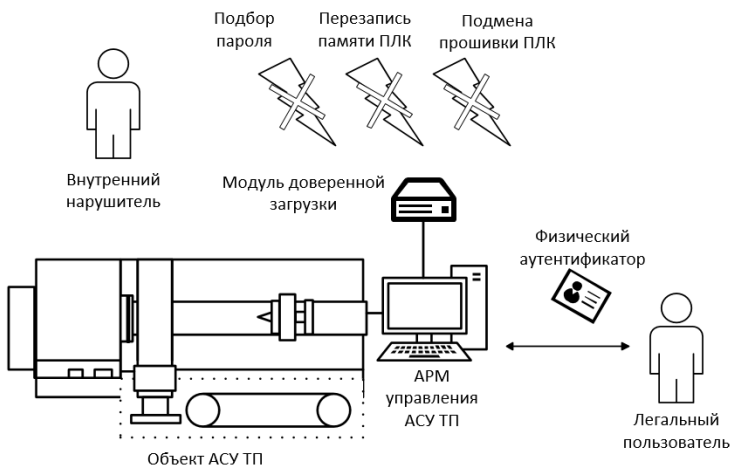 Подбор
пароля
Перезапись
памяти ПЛК
Подмена
прошивки ПЛК
Внутренний
нарушитель
Модуль доверенной
загрузки
Физический
аутентификатор
АРМ
управления
АСУ ТП
Легальный
пользователь
Объект АСУ ТП